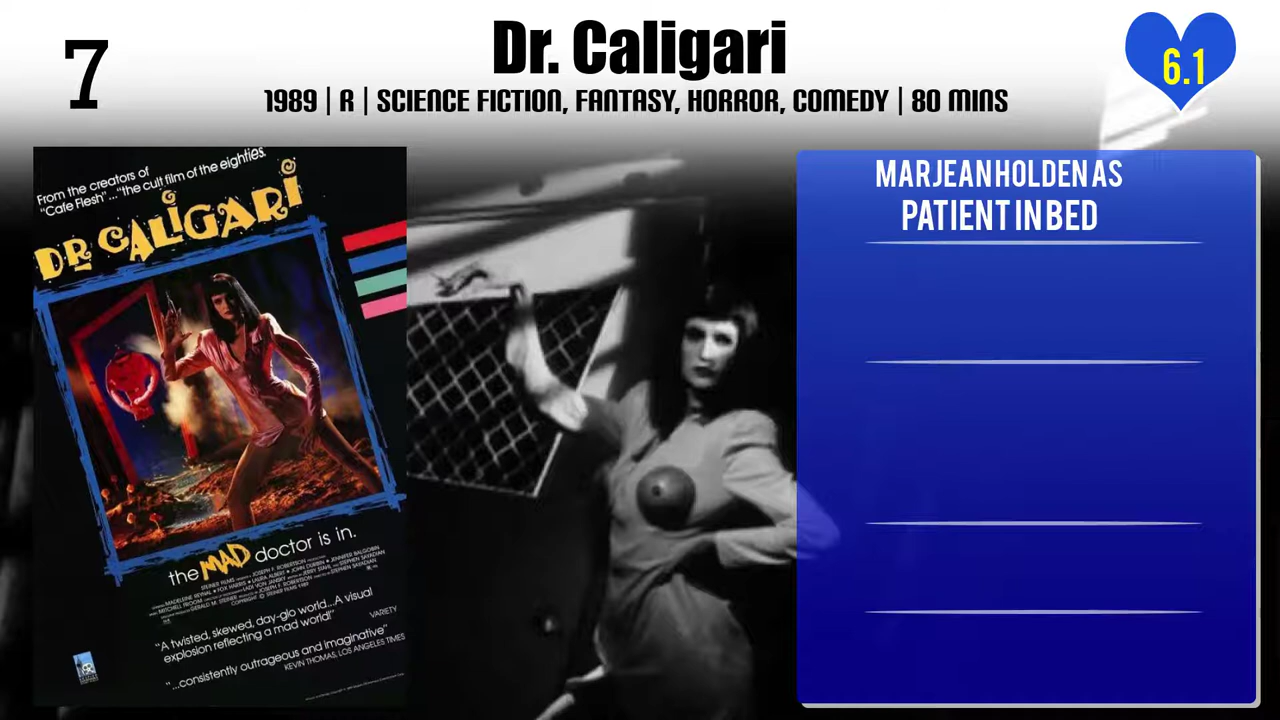 7
Dr. Caligari
6.1
1989 | R | SCIENCE FICTION, FANTASY, HORROR, COMEDY | 80 MINS
From the creators of
"Cafe Flesh"..."the cult film of the eighties."
DR CALIGARI
the MAD doctor is in.
"A twisted, skewed, day-glo world...A visual
explosion reflecting a mad world!"
VARIETY
"...consistently outrageous and imaginative"
KEVIN THOMAS, LOS ANGELES TIMES
MARJEAN HOLDEN AS
PATIENT IN BED